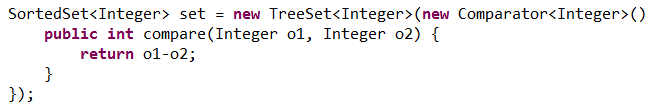 SortedSet<Integer> set = new TreeSet<Integer>(new Comparator<Integer>()
    public int compare(Integer o1, Integer o2) {
        return o1-o2;
    }
});